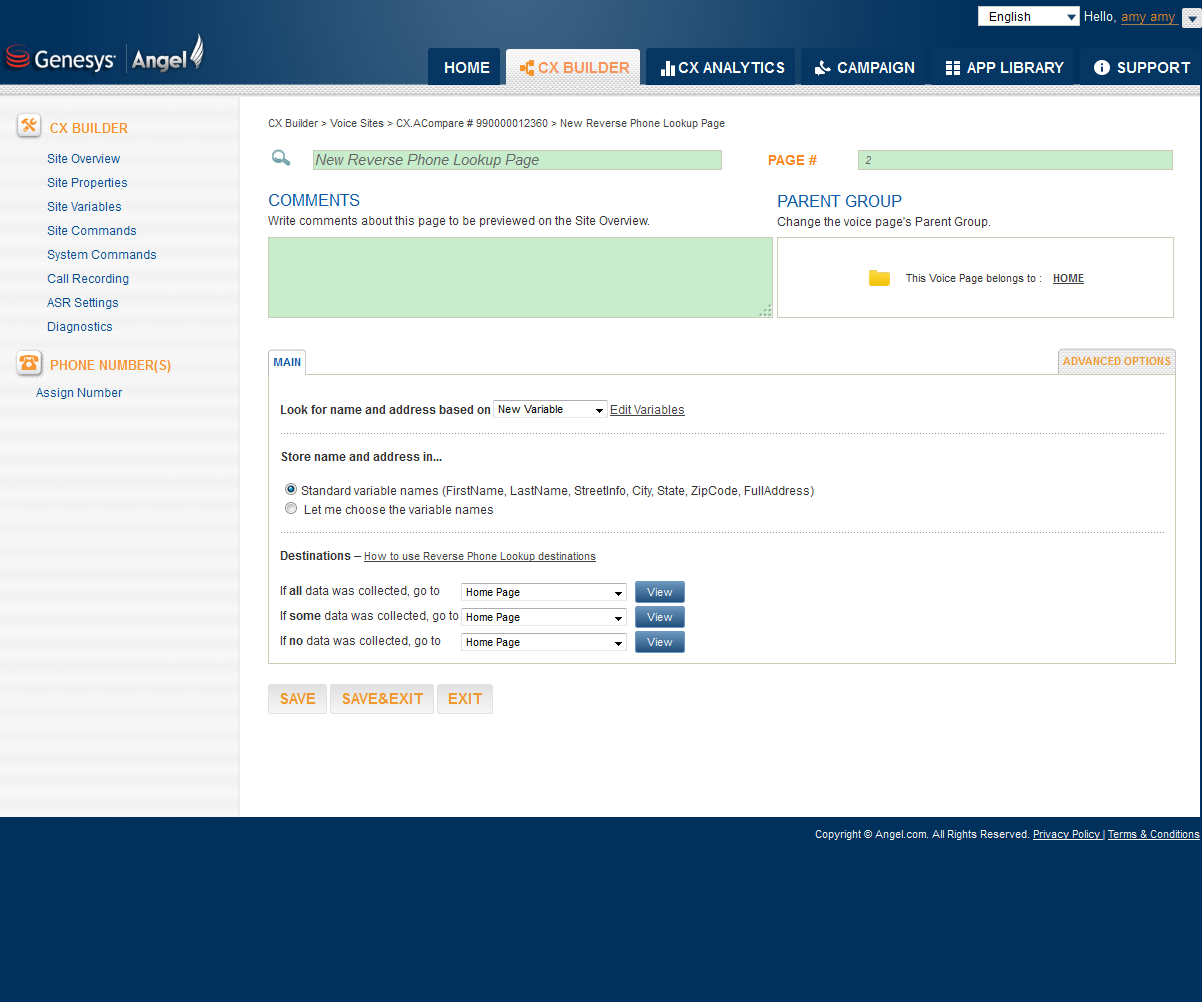 English Hello, amy amy
Genesys Angel
HOME CX BUILDER CX ANALYTICS CAMPAIGN APP LIBRARY SUPPORT
CX BUILDER
Site Overview
Site Properties
Site Variables
Site Commands
System Commands
Call Recording
ASR Settings
Diagnostics
PHONE NUMBER(S)
Assign Number
CX Builder > Voice Sites > CX.ACompare # 990000012360 > New Reverse Phone Lookup Page
New Reverse Phone Lookup Page PAGE # 2
COMMENTS
Write comments about this page to be previewed on the Site Overview.
PARENT GROUP
Change the voice page's Parent Group.
This Voice Page belongs to : HOME
MAIN ADVANCED OPTIONS
Look for name and address based on New Variable Edit Variables
Store name and address in...
Standard variable names (FirstName, LastName, StreetInfo, City, State, ZipCode, FullAddress)
Let me choose the variable names
Destinations – How to use Reverse Phone Lookup destinations
If all data was collected, go to Home Page View
If some data was collected, go to Home Page View
If no data was collected, go to Home Page View
SAVE SAVE&EXIT EXIT
Copyright © Angel.com. All Rights Reserved. Privacy Policy | Terms & Conditions